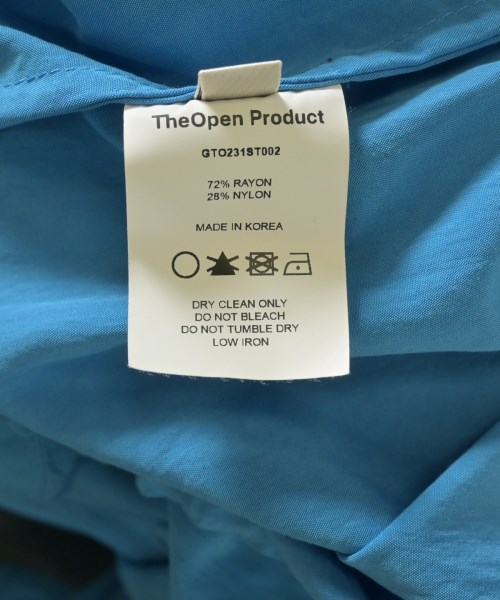 TheOpen Product
GTO231ST002
72% RAYON
28% NYLON
MADE IN KOREA
DRY CLEAN ONLY
DO NOT BLEACH
DO NOT TUMBLE DRY
LOW IRON